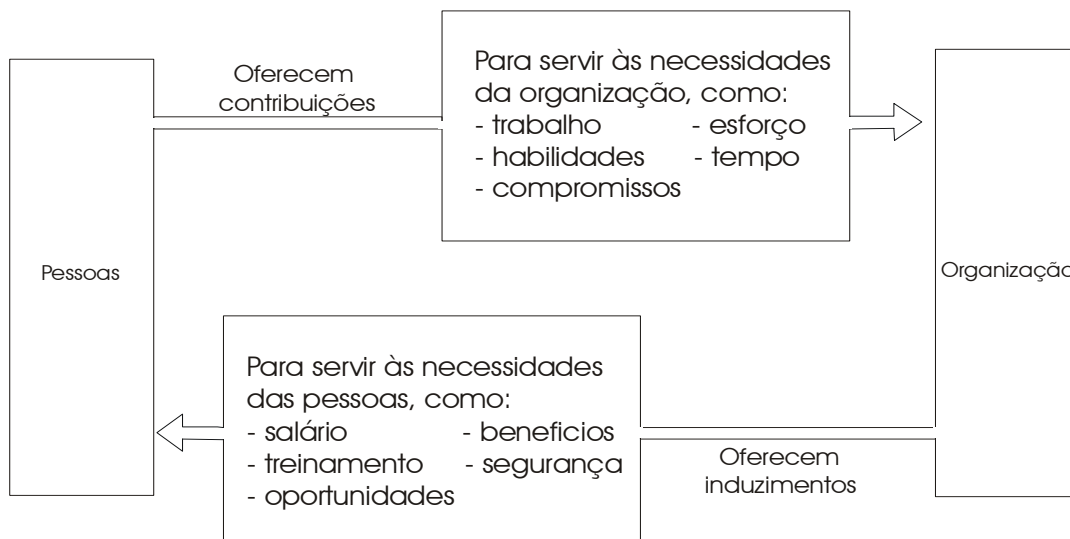 Pessoas
Oferecem
contribuições
Para servir às necessidades
da organização, como:
- trabalho - esforço
- habilidades - tempo
- compromissos
Organização
Para servir às necessidades
das pessoas, como:
- salário - beneficios
- treinamento - segurança
- oportunidades
Oferecem
induzimentos